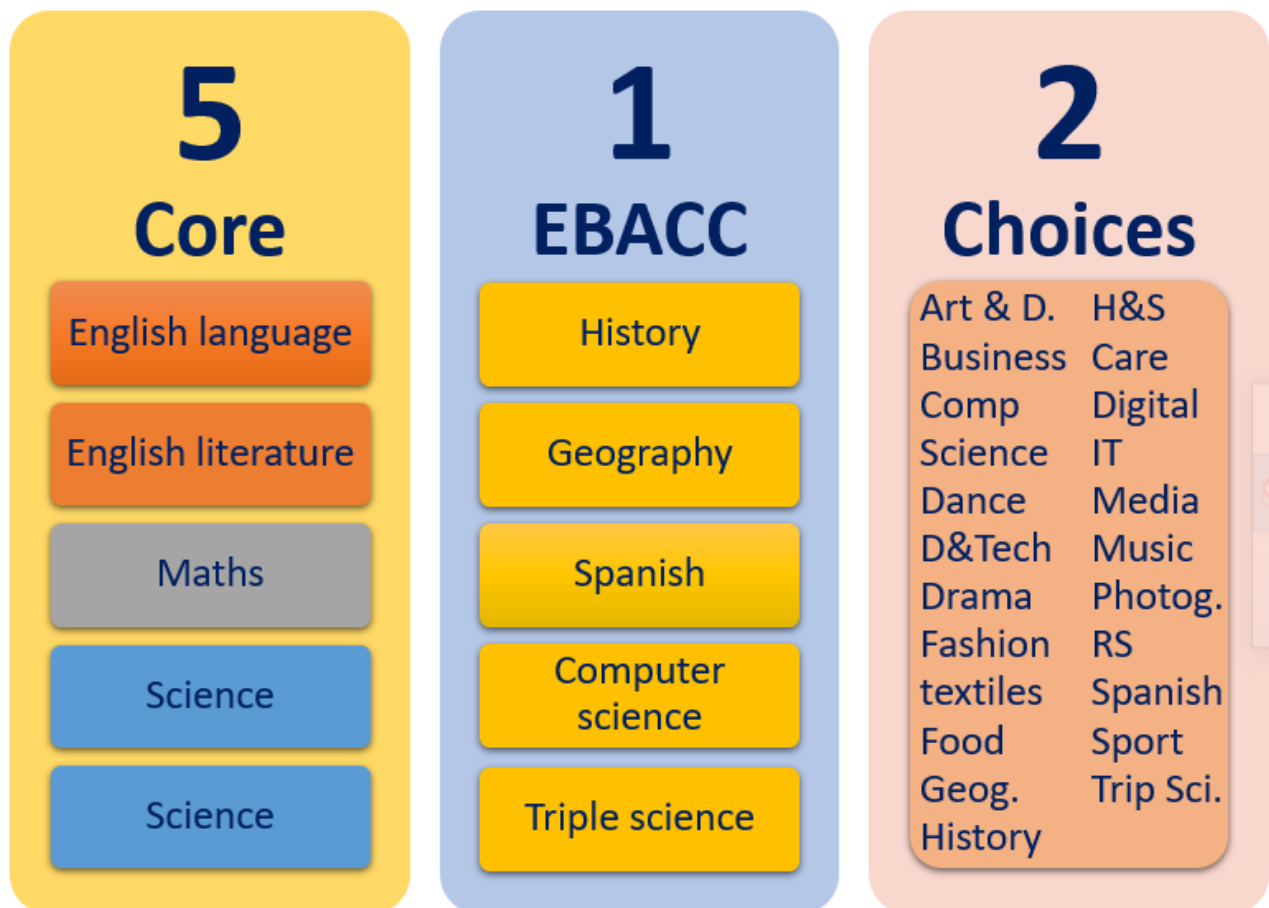 5
Core
English language
English literature
Maths
Science
Science
1
EBACC
History
Geography
Spanish
Computer
science
Triple science
2
Choices
Art & D.
Business
Comp
Science
Dance
D&Tech
Drama
Fashion
textiles
Food
Geog.
History
H&S
Care
Digital
IT
Media
Music
Photog.
RS
Spanish
Sport
Trip Sci.